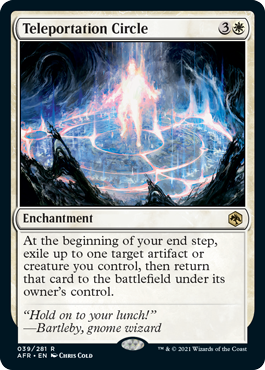 Teleportation Circle 3
Enchantment
At the beginning of your end step,
exile up to one target artifact or
creature you control, then return
that card to the battlefield under its
owner's control.
“Hold on to your lunch!”
—Bartleby, gnome wizard
039/281 R
AFR • EN Chris Cold
™ & © 2021 Wizards of the Coast